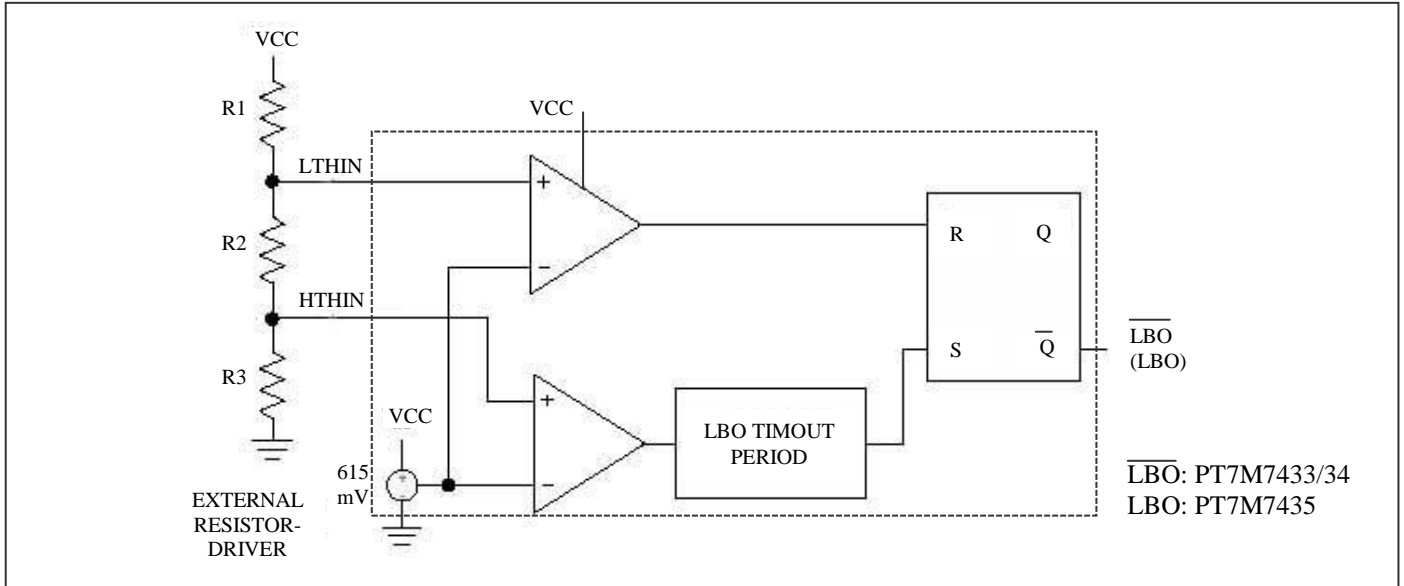 VCC
R1
LTHIN
R2
HTHIN
R3
EXTERNAL
RESISTOR-
DRIVER
VCC
+
−
VCC
615
mV
+
−
+
−
LBO TIMOUT
PERIOD
R Q
S Q
LBO
(LBO)
LBO: PT7M7433/34
LBO: PT7M7435